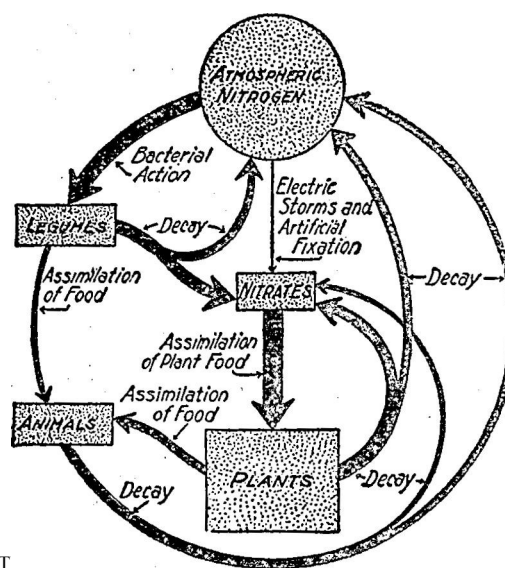 ATMOSPHERIC
NITROGEN
Bacterial
Action
LEGUMES
Decay
Electric
Storms and
Artificial
Fixation
Decay
Assimilation
of Food
NITRATES
Assimilation
of Plant Food
Assimilation
of Food
ANIMALS
PLANTS
Decay
Decay
T